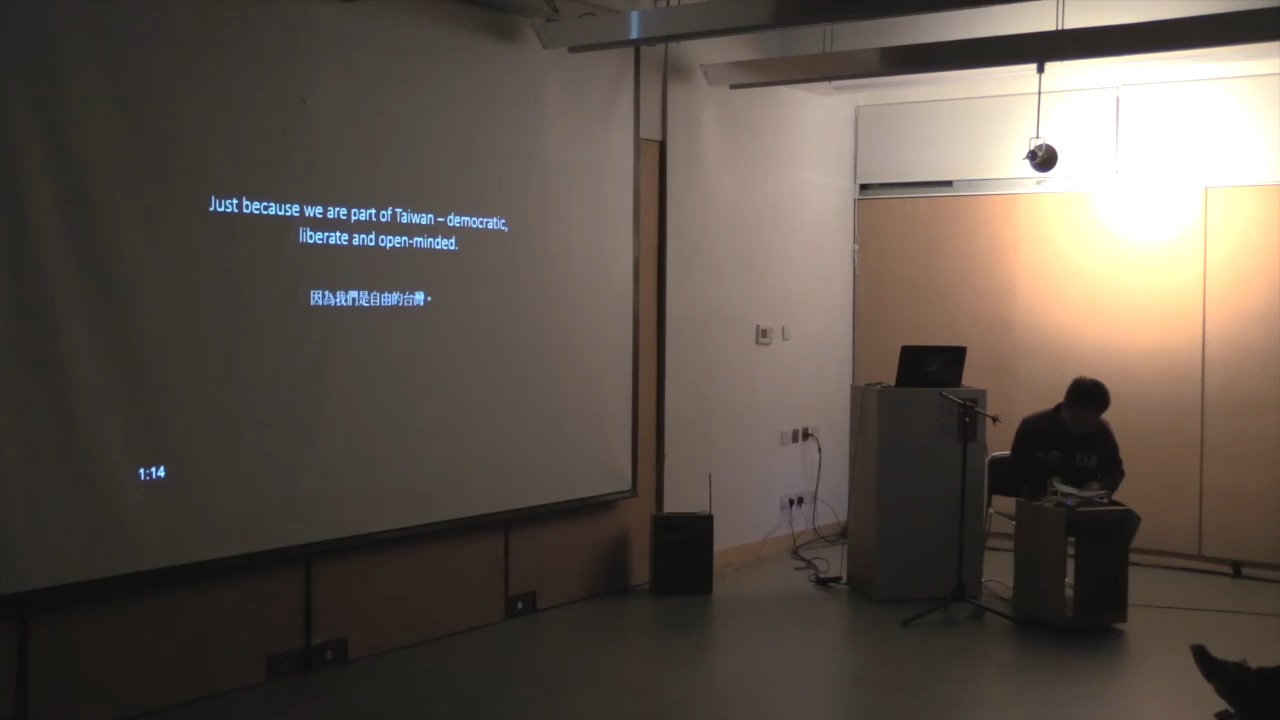 Just because we are part of Taiwan – democratic,
liberate and open-minded.
因為我們是自由的台灣。
1:14